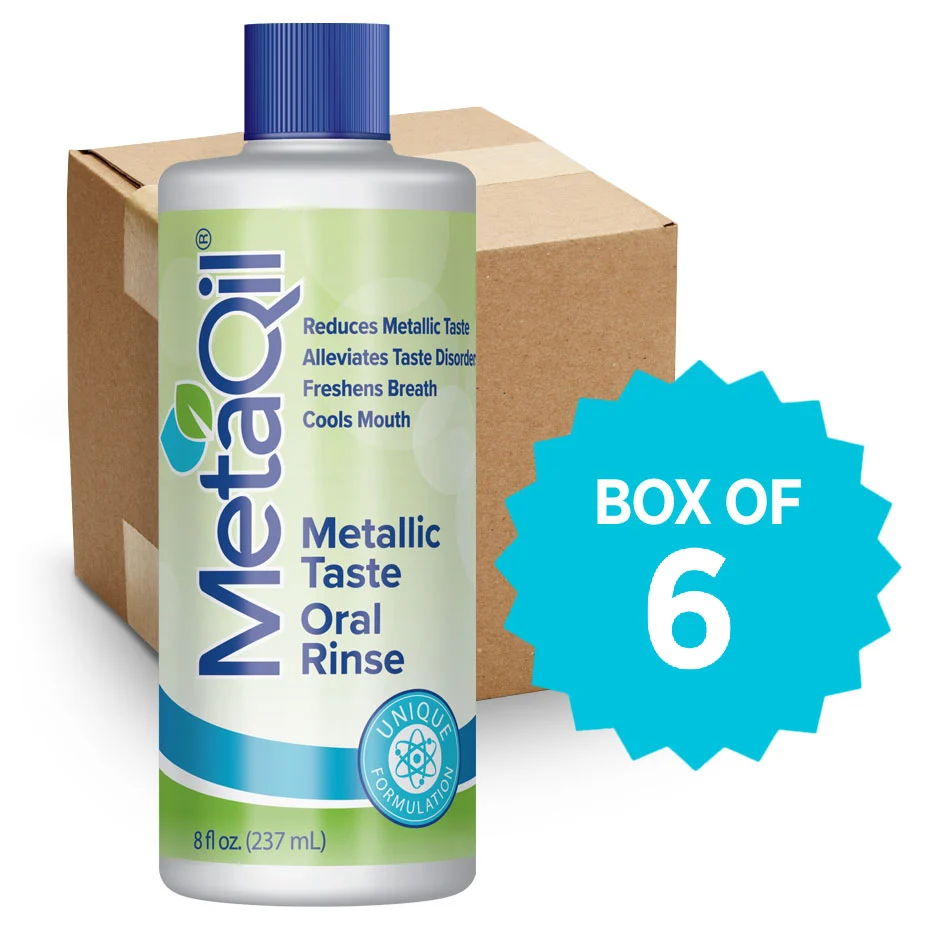 MetaQil®
Reduces Metallic Taste
Alleviates Taste Disorder
Freshens Breath
Cools Mouth
Metallic
Taste
Oral
Rinse
UNIQUE
FORMULATION
8 fl oz. (237 mL)
BOX OF
6